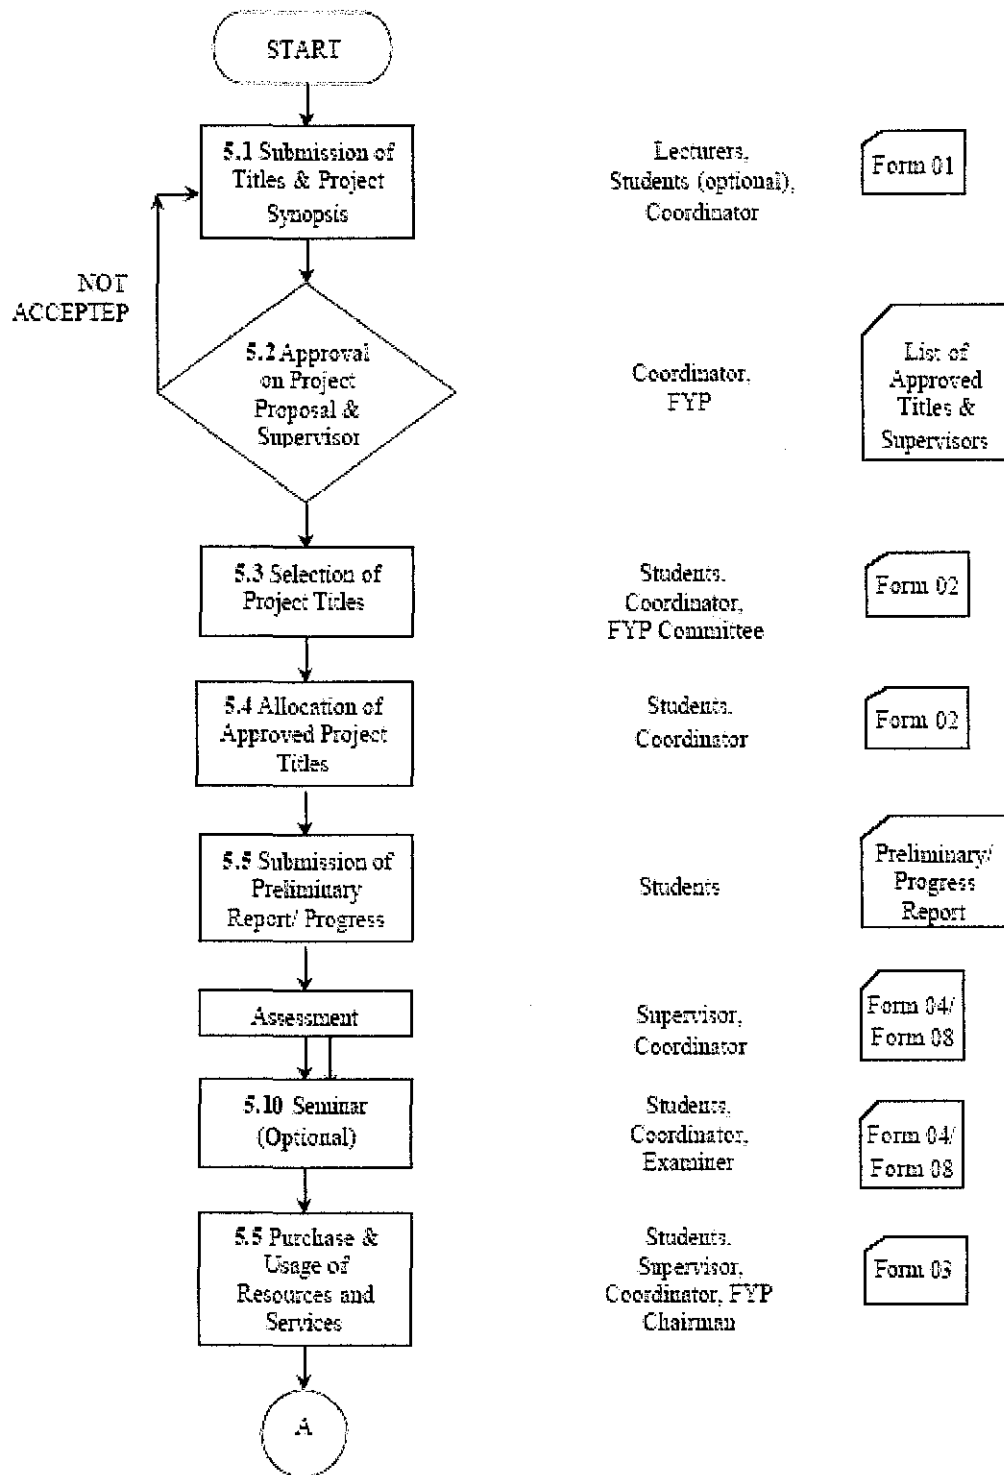 START
5.1 Submission of
Titles & Project
Synopsis
Lecturers,
Students (optional),
Coordinator
Form 01
NOT
ACCEPTEP
5.2 Approval
on Project
Proposal &
Supervisor
Coordinator,
FYP
List of
Approved
Titles &
Supervisors
5.3 Selection of
Project Titles
Students,
Coordinator,
FYP Committee
Form 02
5.4 Allocation of
Approved Project
Titles
Students,
Coordinator
Form 02
5.5 Submission of
Preliminary
Report/ Progress
Students
Preliminary/
Progress
Report
Assessment
Supervisor,
Coordinator
Form 04/
Form 08
5.10 Seminar
(Optional)
Students,
Coordinator,
Examiner
Form 04/
Form 08
5.5 Purchase &
Usage of
Resources and
Services
Students,
Supervisor,
Coordinator, FYP
Chairman
Form 03
A